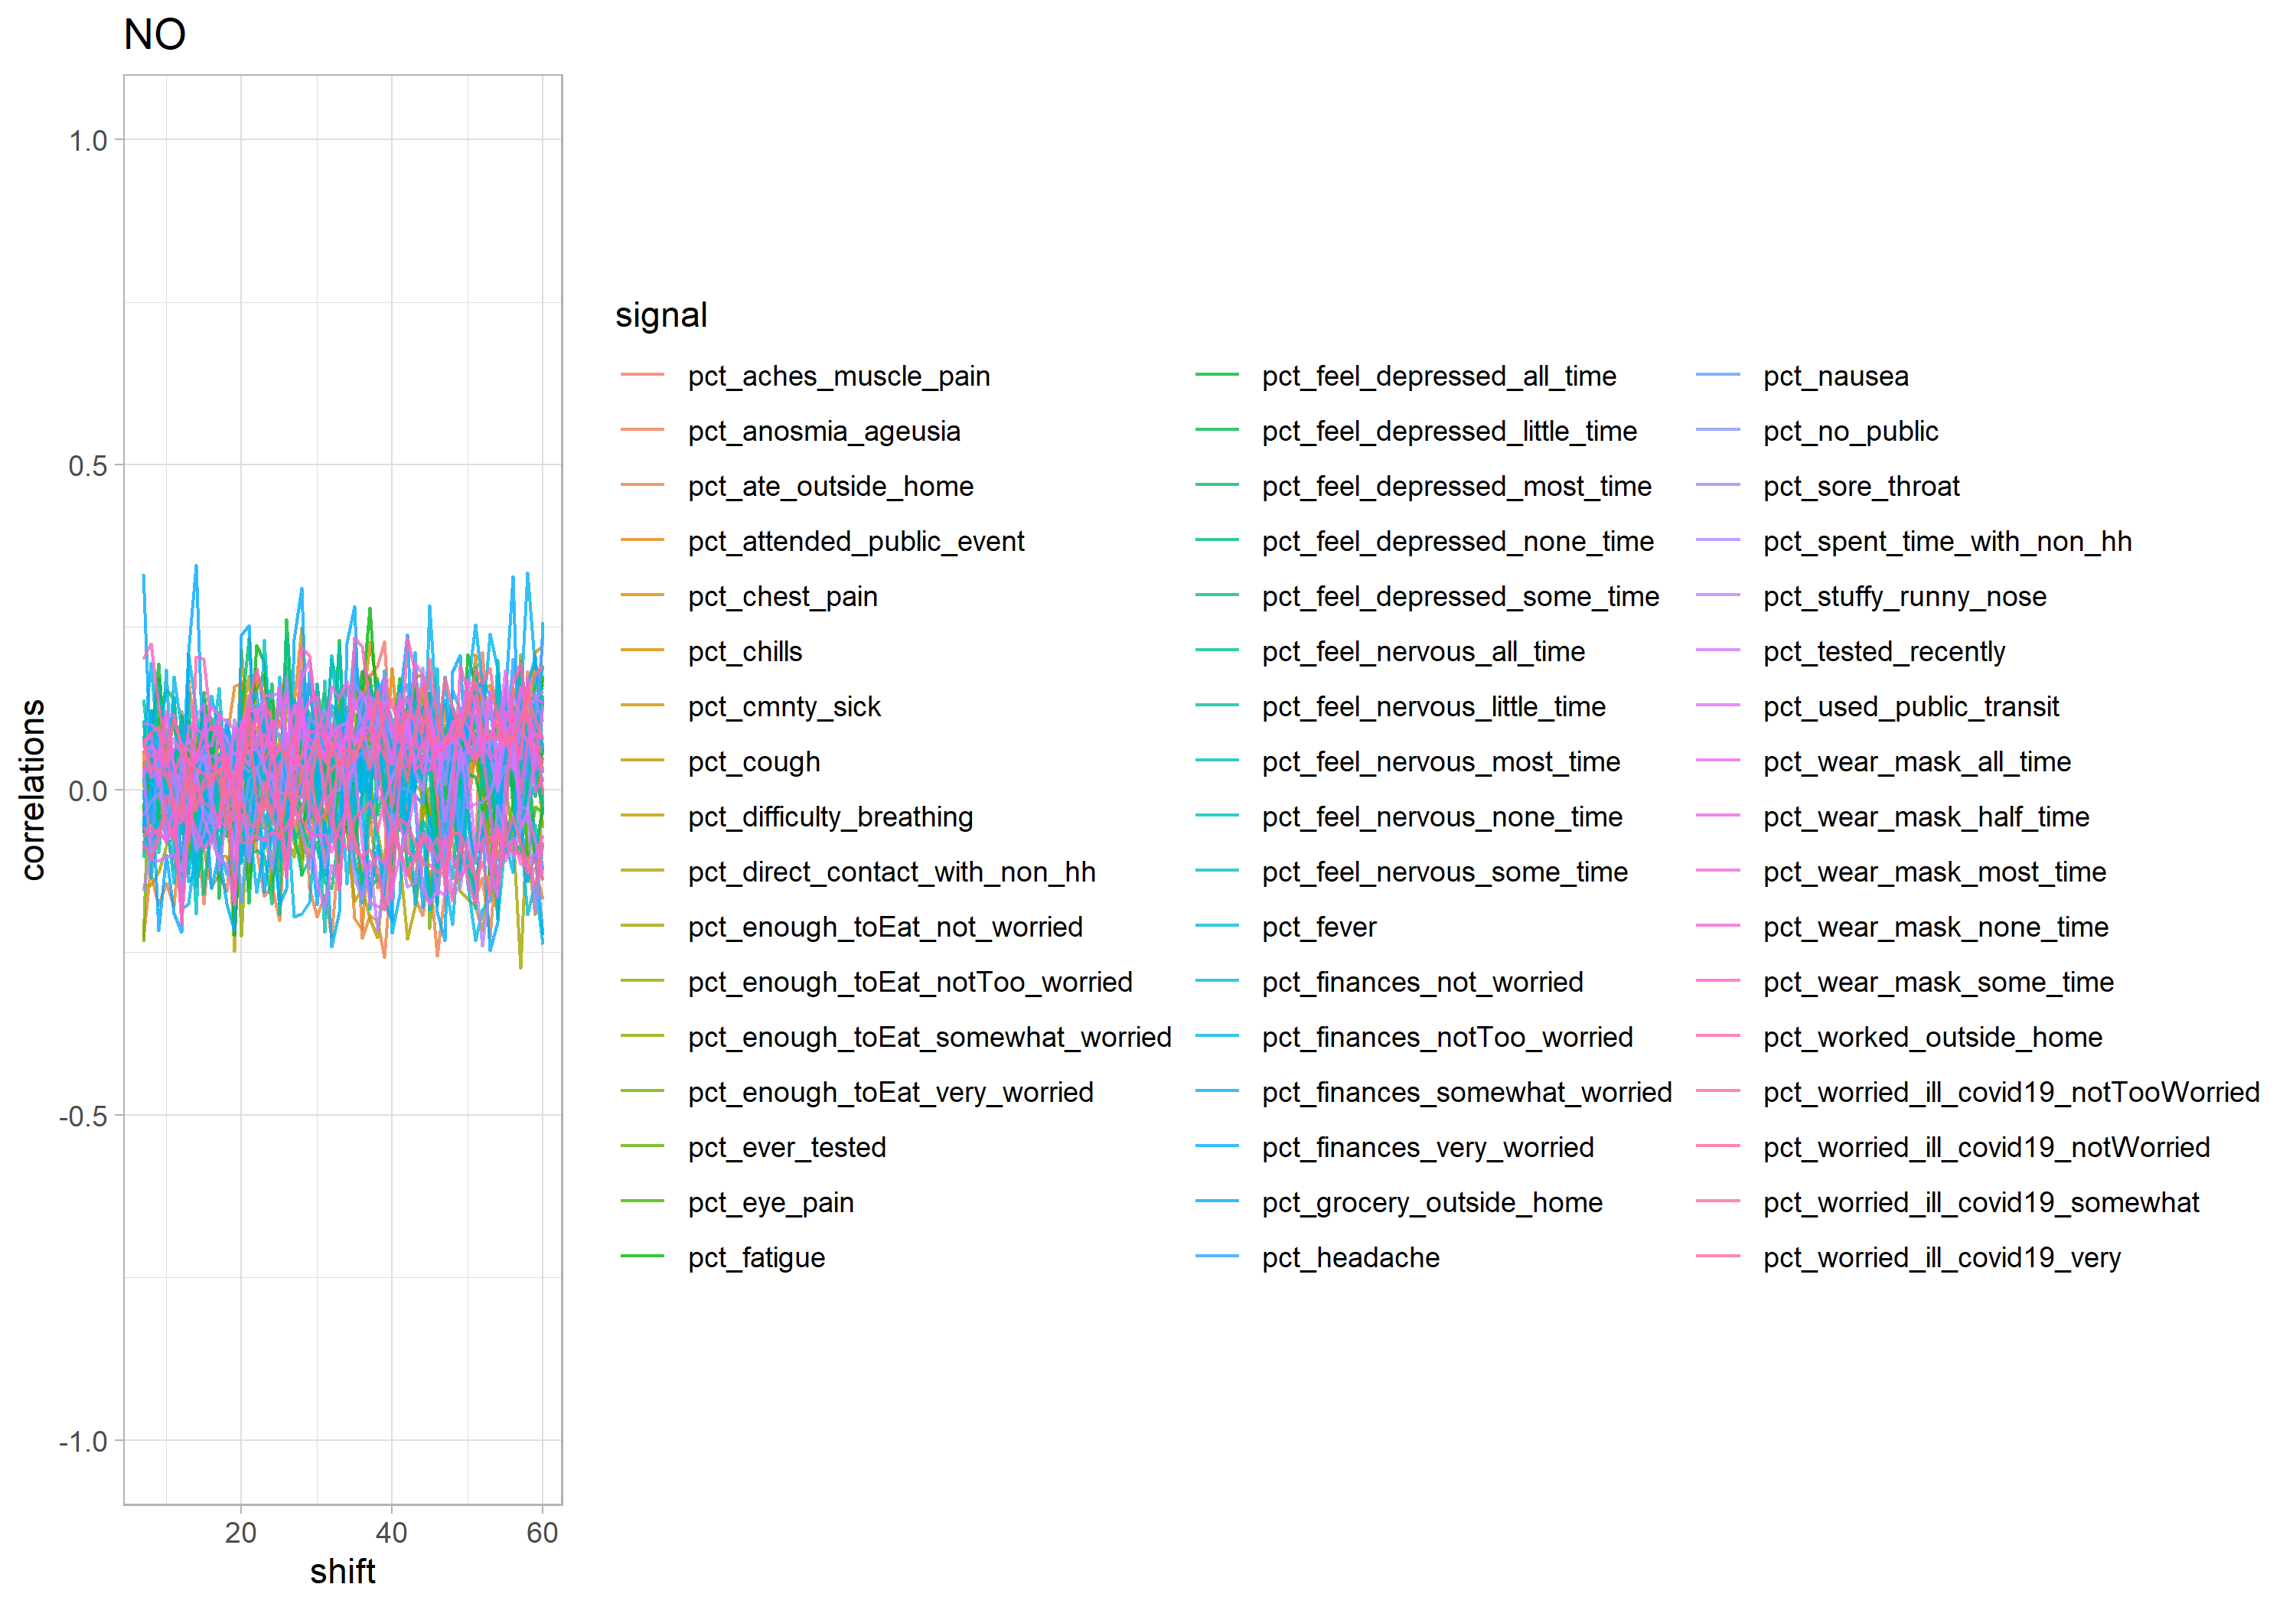 NO
1.0
0.5
0.0
-0.5
-1.0
correlations
20 40 60
shift
signal
pct_aches_muscle_pain
pct_anosmia_ageusia
pct_ate_outside_home
pct_attended_public_event
pct_chest_pain
pct_chills
pct_cmnty_sick
pct_cough
pct_difficulty_breathing
pct_direct_contact_with_non_hh
pct_enough_toEat_not_worried
pct_enough_toEat_notToo_worried
pct_enough_toEat_somewhat_worried
pct_enough_toEat_very_worried
pct_ever_tested
pct_eye_pain
pct_fatigue
pct_feel_depressed_all_time
pct_feel_depressed_little_time
pct_feel_depressed_most_time
pct_feel_depressed_none_time
pct_feel_depressed_some_time
pct_feel_nervous_all_time
pct_feel_nervous_little_time
pct_feel_nervous_most_time
pct_feel_nervous_none_time
pct_feel_nervous_some_time
pct_fever
pct_finances_not_worried
pct_finances_notToo_worried
pct_finances_somewhat_worried
pct_finances_very_worried
pct_grocery_outside_home
pct_headache
pct_nausea
pct_no_public
pct_sore_throat
pct_spent_time_with_non_hh
pct_stuffy_runny_nose
pct_tested_recently
pct_used_public_transit
pct_wear_mask_all_time
pct_wear_mask_half_time
pct_wear_mask_most_time
pct_wear_mask_none_time
pct_wear_mask_some_time
pct_worked_outside_home
pct_worried_ill_covid19_notTooWorried
pct_worried_ill_covid19_notWorried
pct_worried_ill_covid19_somewhat
pct_worried_ill_covid19_very